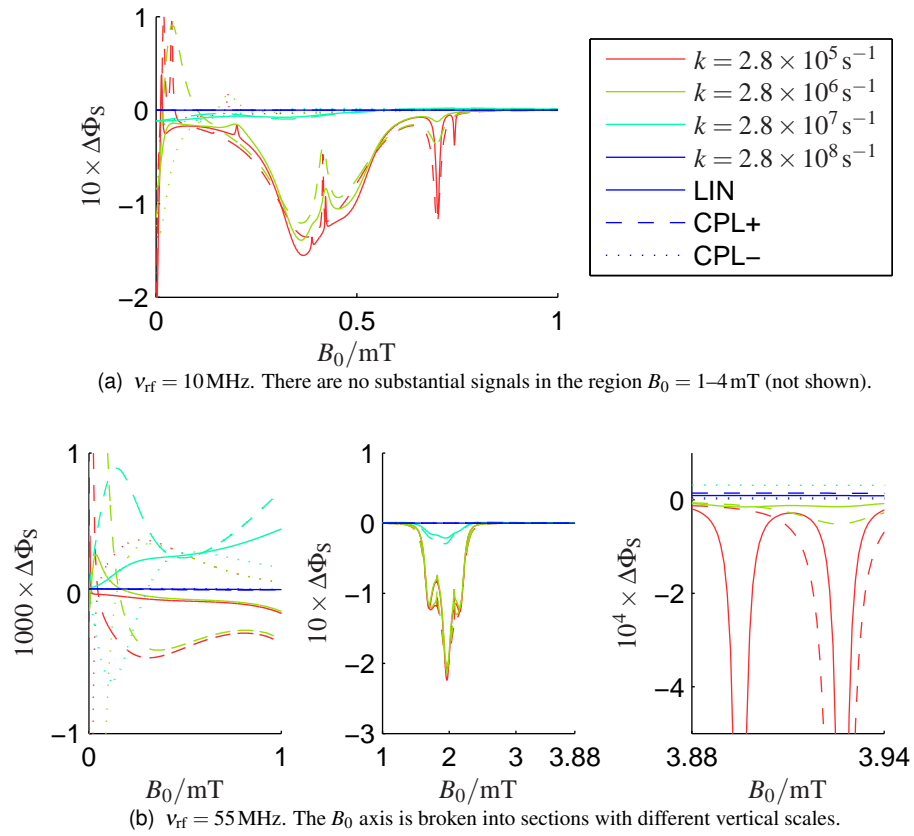 1
0
−1
−2
10 × ΔΦS
0
0.5
1
B0/mT
k = 2.8 × 10^5 s^−1
k = 2.8 × 10^6 s^−1
k = 2.8 × 10^7 s^−1
k = 2.8 × 10^8 s^−1
LIN
CPL+
CPL−
(a) νrf = 10 MHz. There are no substantial signals in the region B0 = 1–4 mT (not shown).
1
0
−1
1000 × ΔΦS
0
1
B0/mT
1
0
−1
−2
−3
10 × ΔΦS
1
2
3
3.88
B0/mT
0
−2
−4
10^4 × ΔΦS
3.88
3.94
B0/mT
(b) νrf = 55 MHz. The B0 axis is broken into sections with different vertical scales.